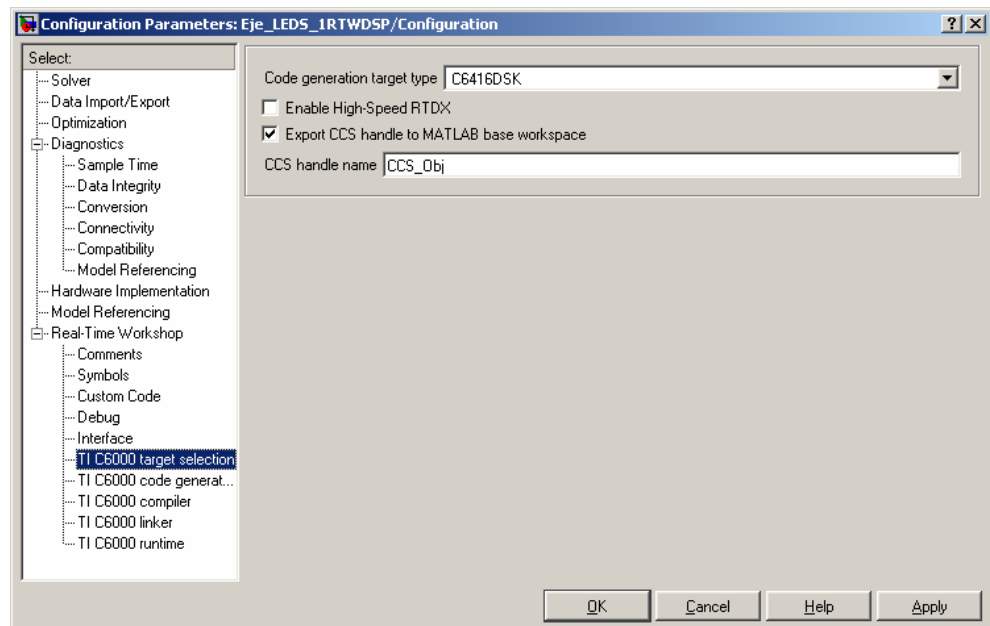 Configuration Parameters: Eje_LEDS_1RTWDSP/Configuration
Select:
Solver
Data Import/Export
Optimization
Diagnostics
Sample Time
Data Integrity
Conversion
Connectivity
Compatibility
Model Referencing
Hardware Implementation
Model Referencing
Real-Time Workshop
Comments
Symbols
Custom Code
Debug
Interface
TI C6000 target selection
TI C6000 code generat...
TI C6000 compiler
TI C6000 linker
TI C6000 runtime
Code generation target type C6416DSK
Enable High-Speed RTDX
Export CCS handle to MATLAB base workspace
CCS handle name CCS_Obj
OK Cancel Help Apply